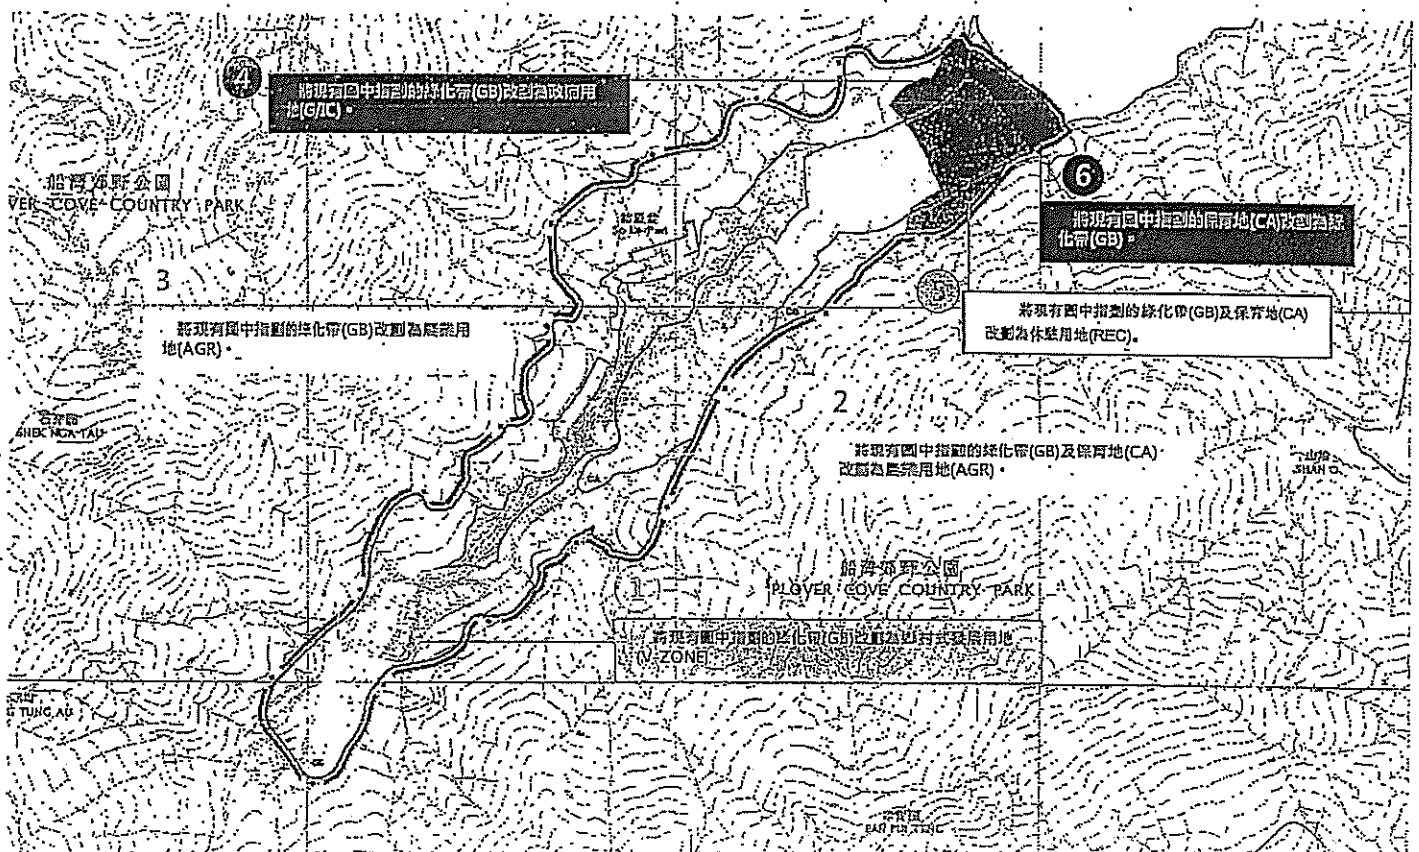 4
將現有圖中指劃的綠化帶(GB)改劃為政府用
地(G/IC)。
船灣郊野公園
VER COVE COUNTRY PARK
6
將現有圖中指劃的保育地(CA)改劃為綠
化帶(GB)。
3
5
將現有圖中指劃的綠化帶(GB)及保育地(CA)
改劃為休憩用地(REC)。
將現有圖中指劃的綠化帶(GB)改劃為農業用
地(AGR)。
2
SHEK NGA TAU
將現有圖中指劃的綠化帶(GB)及保育地(CA)
改劃為農業用地(AGR)。
SHAN O
CA
船灣郊野公園
1
PLOVER COVE COUNTRY PARK
將現有圖中指劃的綠化帶(GB)改劃為鄉村式發展用地
(V-ZONE)
TUNG AU